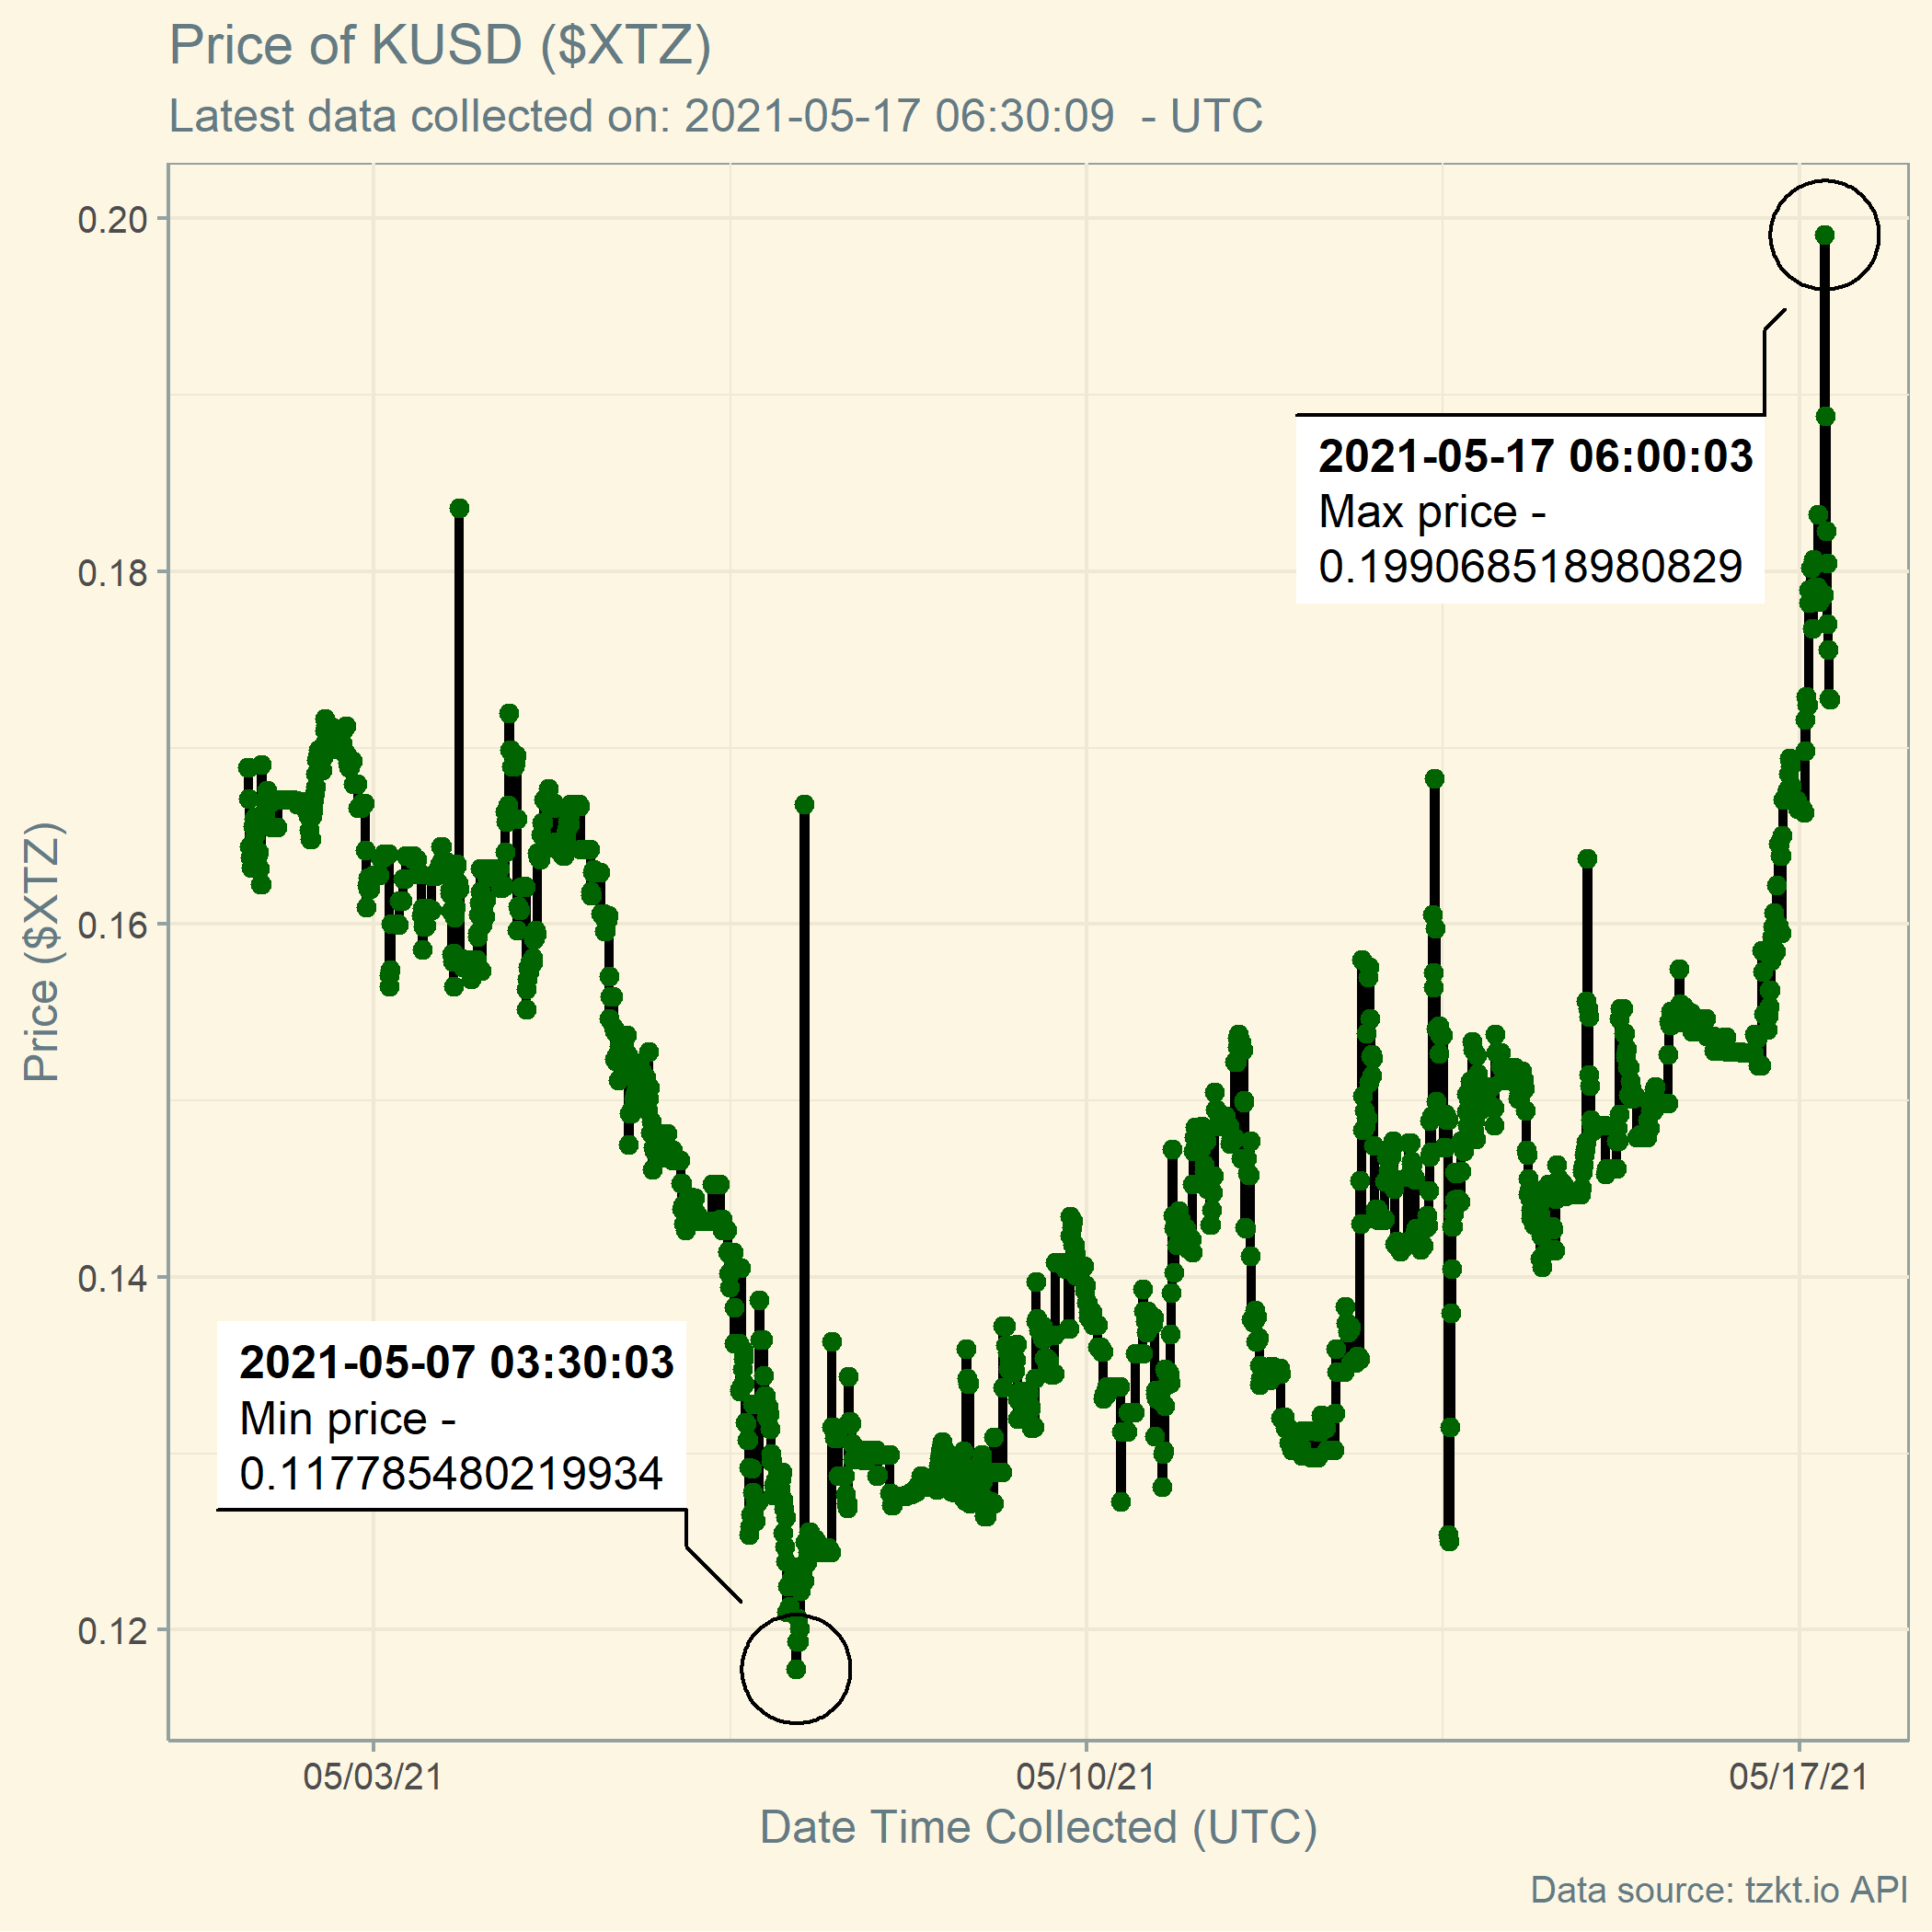 Price of KUSD ($XTZ)
Latest data collected on: 2021-05-17 06:30:09  - UTC
Price ($XTZ)
0.20
0.18
0.16
0.14
0.12
2021-05-17 06:00:03
Max price -
0.199068518980829
2021-05-07 03:30:03
Min price -
0.117785480219934
05/03/21
05/10/21
05/17/21
Date Time Collected (UTC)
Data source: tzkt.io API